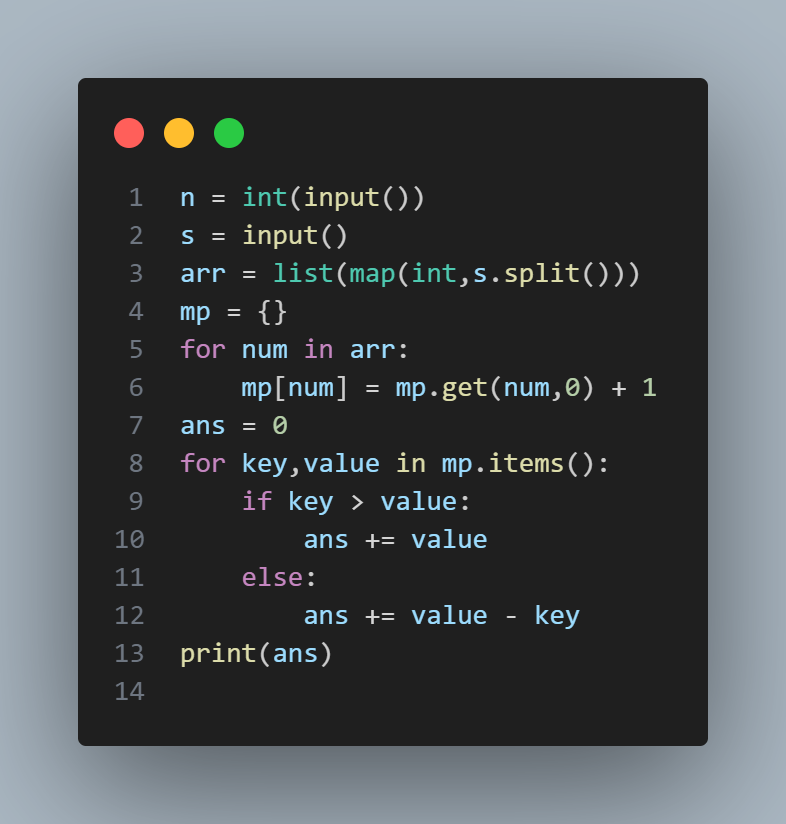 1 n = int(input())
2 s = input()
3 arr = list(map(int,s.split()))
4 mp = {}
5 for num in arr:
6     mp[num] = mp.get(num,0) + 1
7 ans = 0
8 for key,value in mp.items():
9     if key > value:
10         ans += value
11     else:
12         ans += value - key
13 print(ans)
14